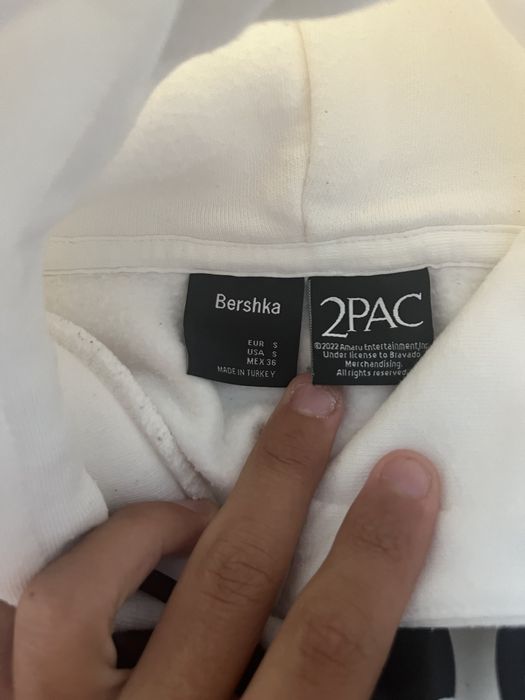 Bershka
EUR S
USA S
MEX 36
MADE IN TURKEY
2PAC
©2022 Amaru Entertainment,Inc.
Under license to Bravado
Merchandising.
All rights reserved.